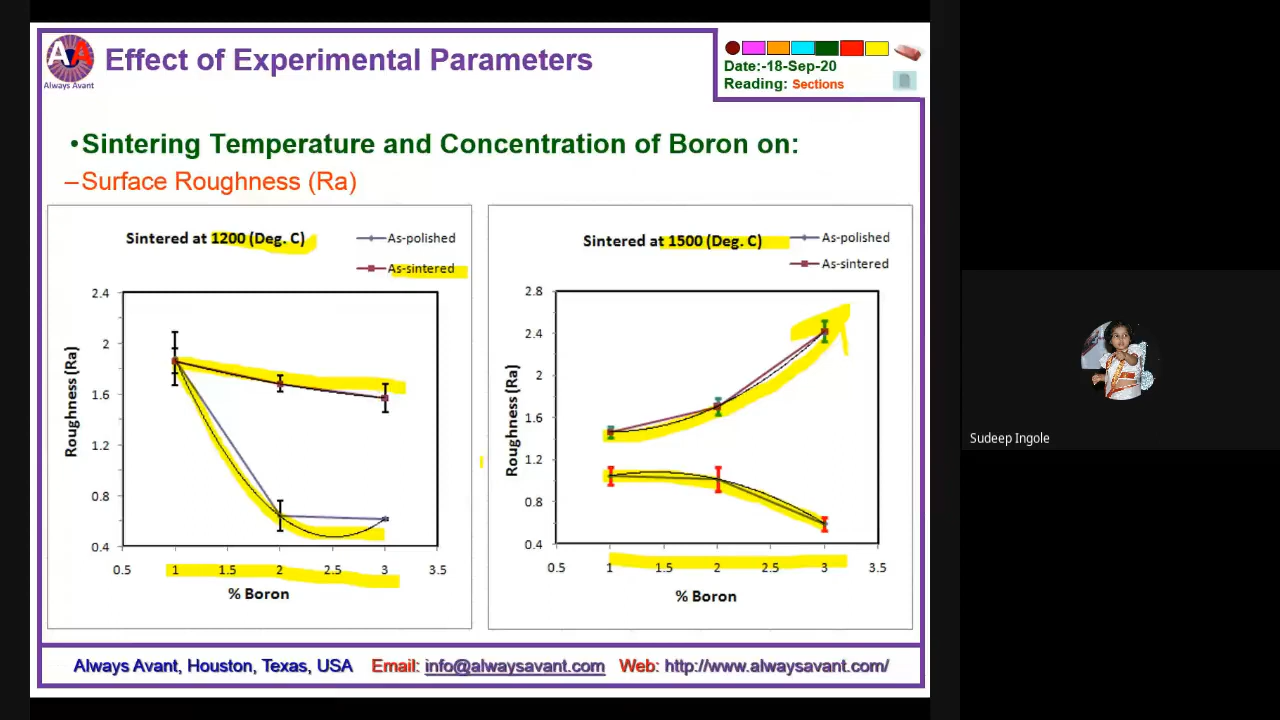 AVA
Always Avant
Effect of Experimental Parameters
Date:-18-Sep-20
Reading: Sections
•Sintering Temperature and Concentration of Boron on:
–Surface Roughness (Ra)
Sintered at 1200 (Deg. C)
As-polished
As-sintered
Roughness (Ra)
2.4
2
1.6
1.2
0.8
0.4
0.5 1 1.5 2 2.5 3 3.5
% Boron
Sintered at 1500 (Deg. C)
As-polished
As-sintered
Roughness (Ra)
2.8
2.4
2
1.6
1.2
0.8
0.4
0.5 1 1.5 2 2.5 3 3.5
% Boron
Always Avant, Houston, Texas, USA Email: info@alwaysavant.com Web: http://www.alwaysavant.com/
Sudeep Ingole